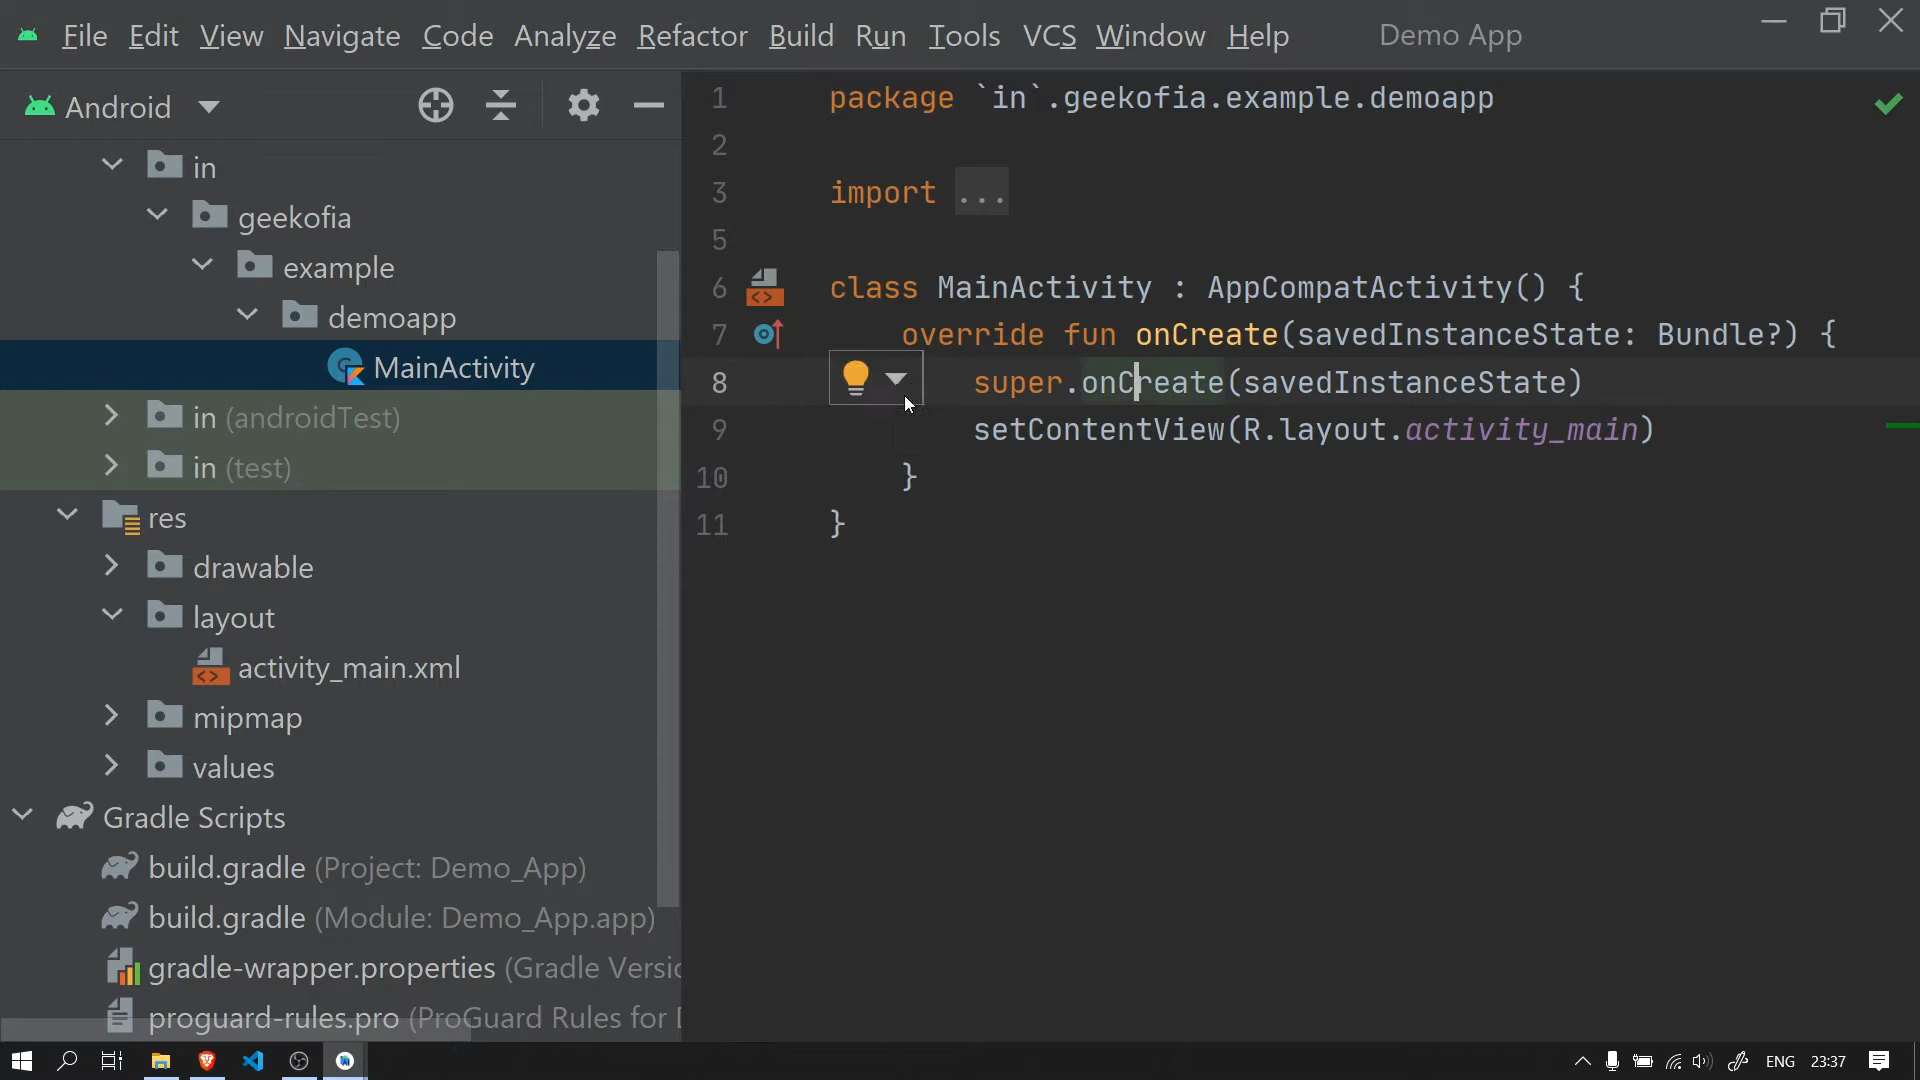 File Edit View Navigate Code Analyze Refactor Build Run Tools VCS Window Help Demo App
Android
in
geekofia
example
demoapp
MainActivity
in (androidTest)
in (test)
res
drawable
layout
activity_main.xml
mipmap
values
Gradle Scripts
build.gradle (Project: Demo_App)
build.gradle (Module: Demo_App.app)
gradle-wrapper.properties (Gradle Versio
proguard-rules.pro (ProGuard Rules for
1 package `in`.geekofia.example.demoapp
2
3 import ...
5
6 class MainActivity : AppCompatActivity() {
7 override fun onCreate(savedInstanceState: Bundle?) {
8 super.onCreate(savedInstanceState)
9 setContentView(R.layout.activity_main)
10 }
11 }
ENG 23:37